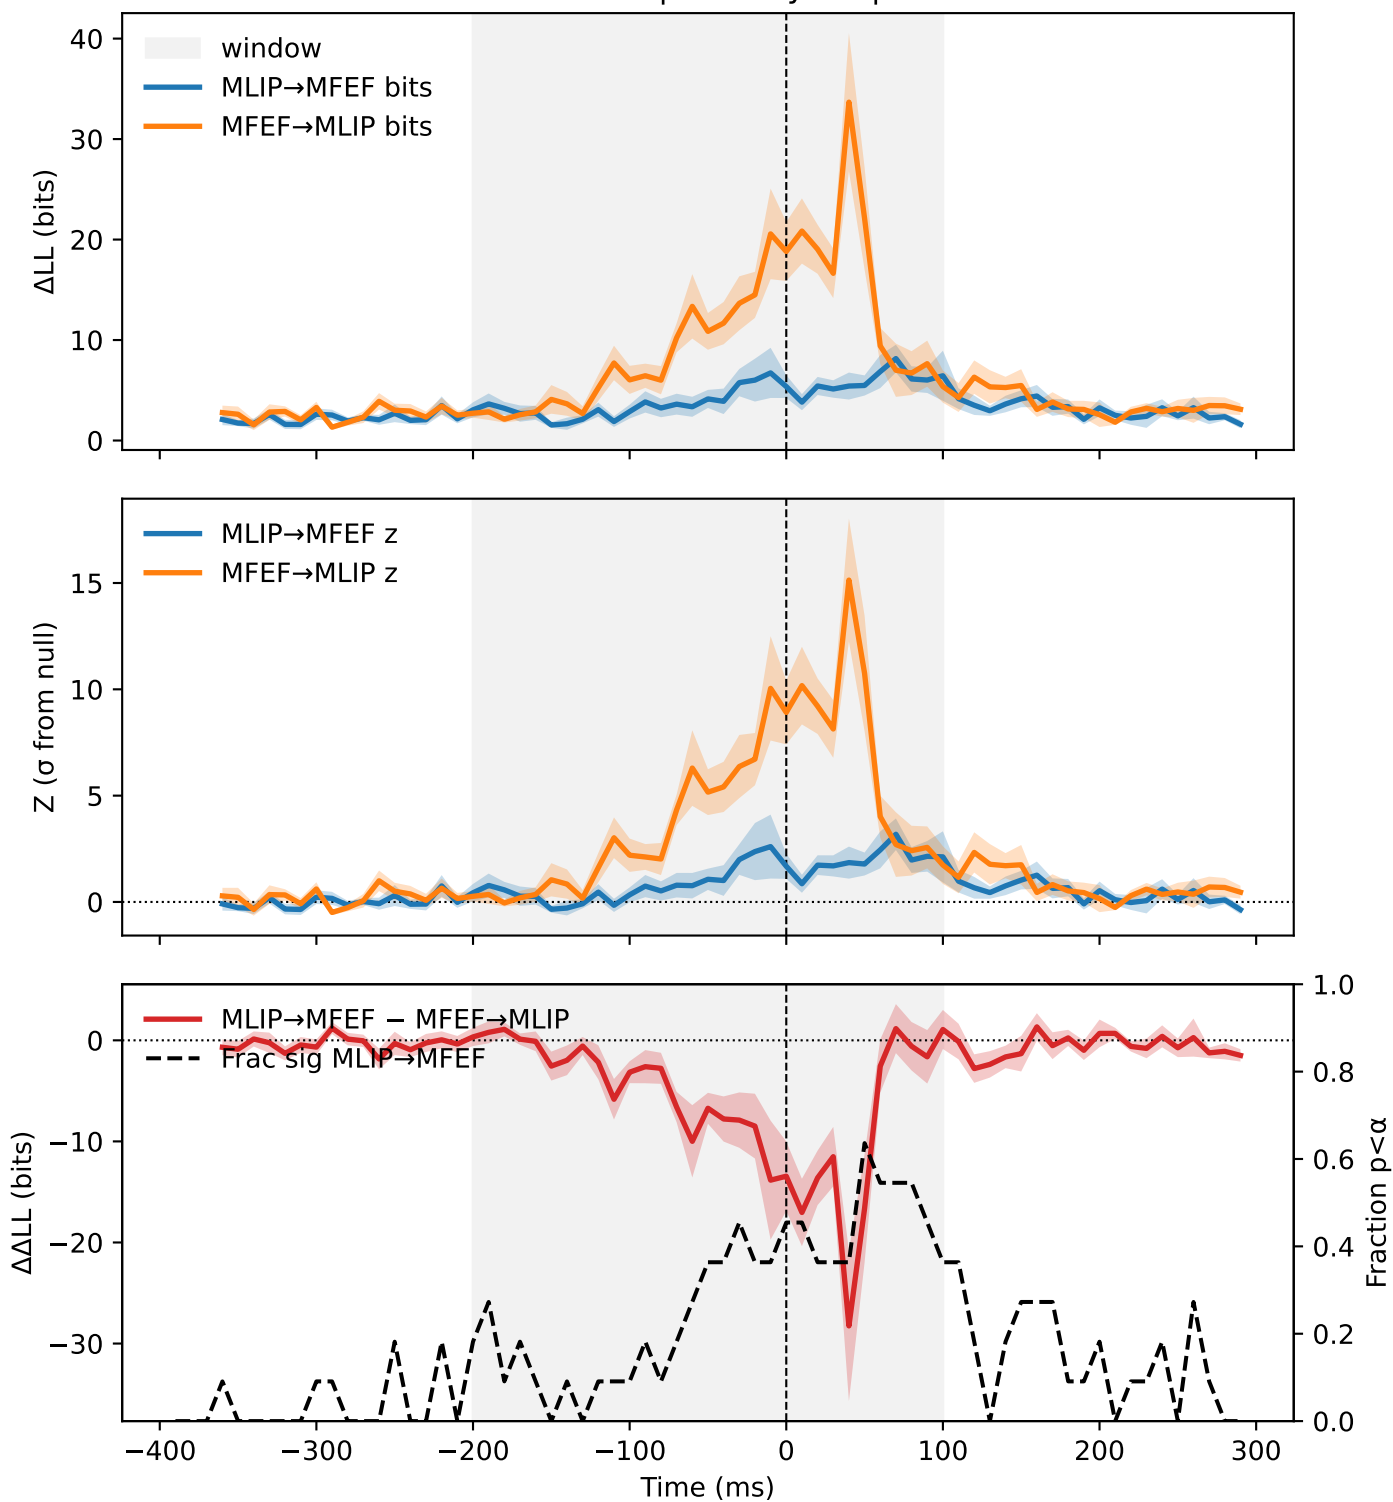 40
30
20
10
0
ΔLL (bits)
window
MLIP→MFEF bits
MFEF→MLIP bits
15
10
5
0
Z (σ from null)
MLIP→MFEF z
MFEF→MLIP z
0
−10
−20
−30
ΔΔLL (bits)
MLIP→MFEF − MFEF→MLIP
Frac sig MLIP→MFEF
1.0
0.8
0.6
0.4
0.2
0.0
Fraction p<α
−400 −300 −200 −100 0 100 200 300
Time (ms)